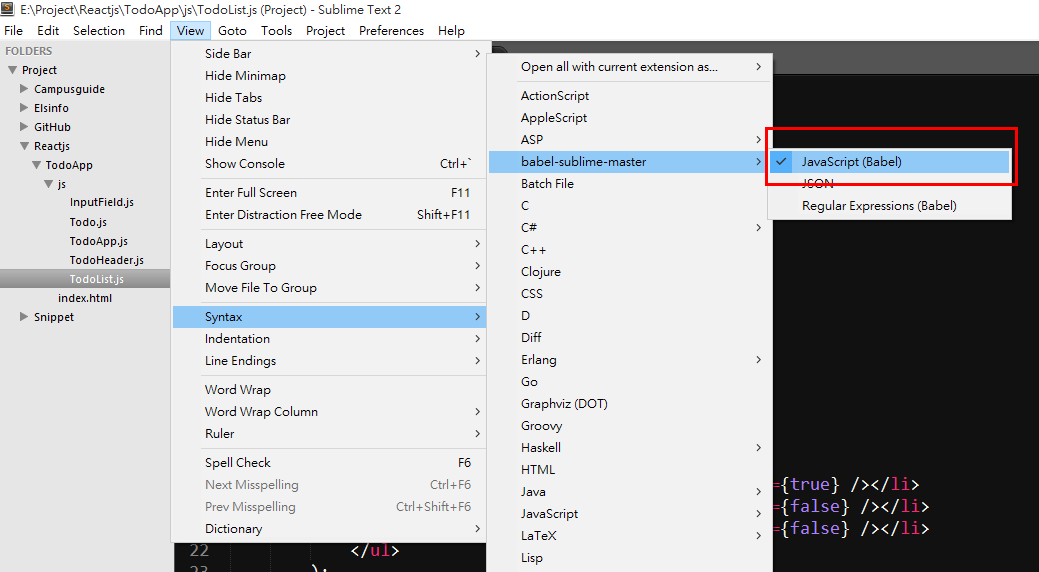 E:\Project\Reactjs\TodoApp\js\TodoList.js (Project) - Sublime Text 2
File Edit Selection Find View Goto Tools Project Preferences Help
FOLDERS
Project
Campusguide
Elsinfo
GitHub
Reactjs
TodoApp
js
InputField.js
Todo.js
TodoApp.js
TodoHeader.js
TodoList.js
index.html
Snippet
Side Bar
Hide Minimap
Hide Tabs
Hide Status Bar
Hide Menu
Show Console Ctrl+`
Enter Full Screen F11
Enter Distraction Free Mode Shift+F11
Layout
Focus Group
Move File To Group
Syntax
Indentation
Line Endings
Word Wrap
Word Wrap Column
Ruler
Spell Check F6
Next Misspelling Ctrl+F6
Prev Misspelling Ctrl+Shift+F6
Dictionary
Open all with current extension as...
ActionScript
AppleScript
ASP
babel-sublime-master
Batch File
C
C#
C++
Clojure
CSS
D
Diff
Erlang
Go
Graphviz (DOT)
Groovy
Haskell
HTML
Java
JavaScript
LaTeX
Lisp
JavaScript (Babel)
JSON
Regular Expressions (Babel)
={true} /></li>
={false} /></li>
={false} /></li>
22 </ul>
23 );